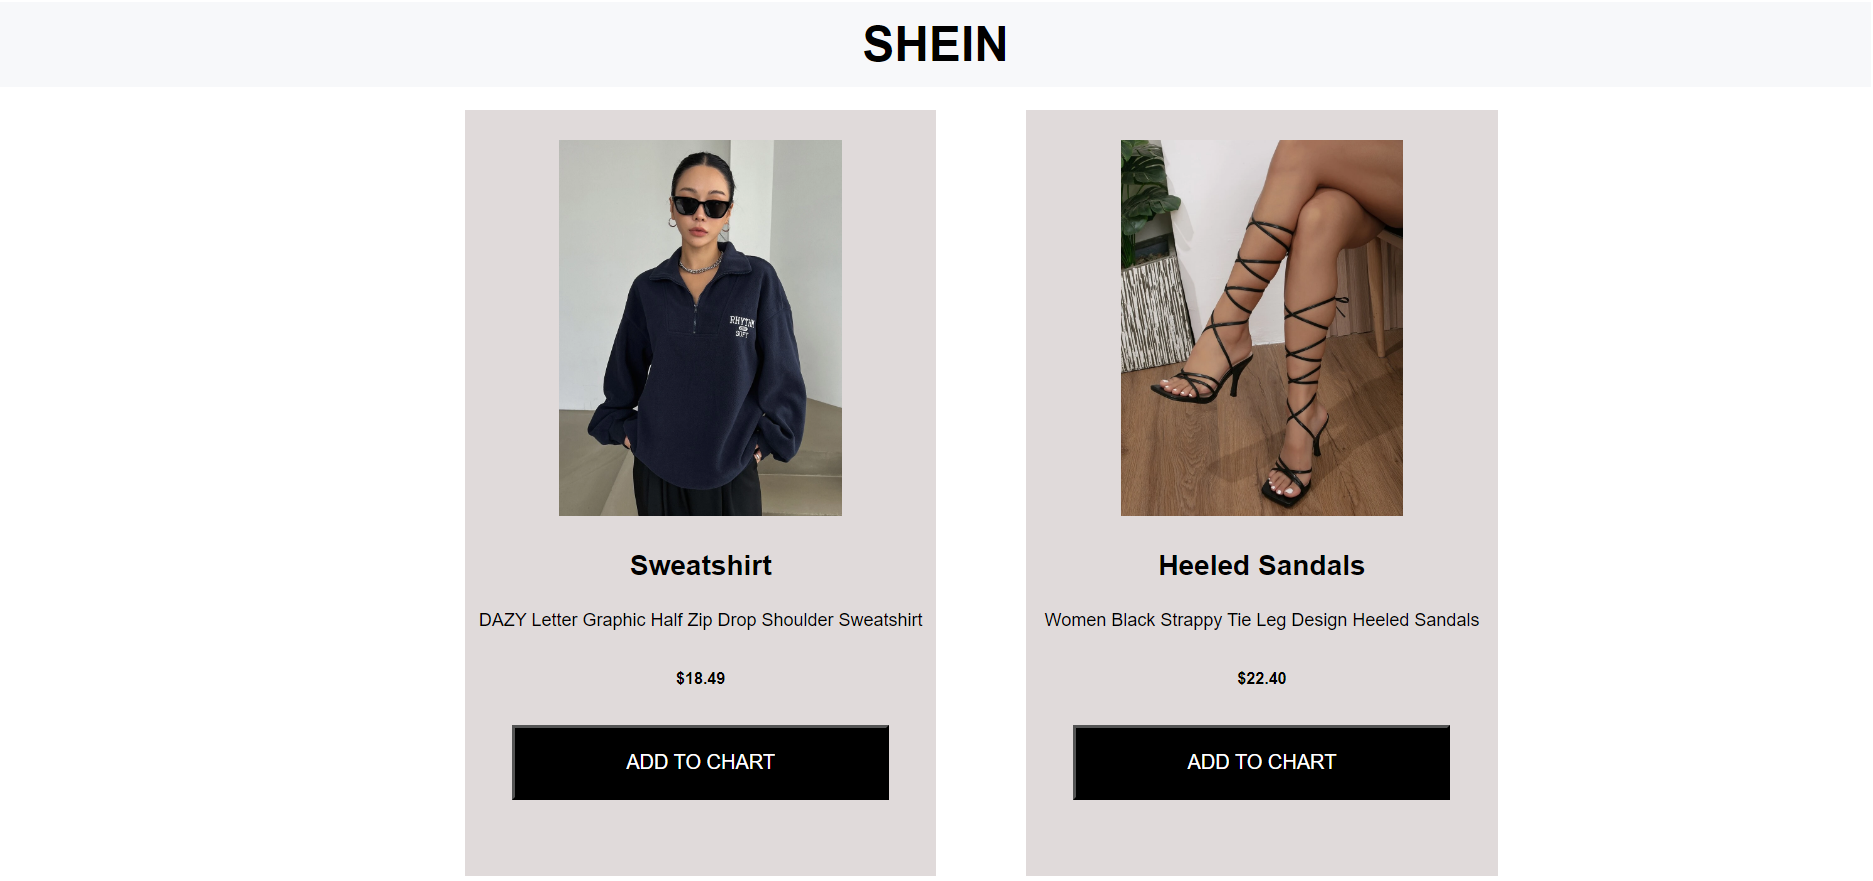 SHEIN
RHYTHM
SOFT
Sweatshirt
DAZY Letter Graphic Half Zip Drop Shoulder Sweatshirt
$18.49
ADD TO CHART
Heeled Sandals
Women Black Strappy Tie Leg Design Heeled Sandals
$22.40
ADD TO CHART